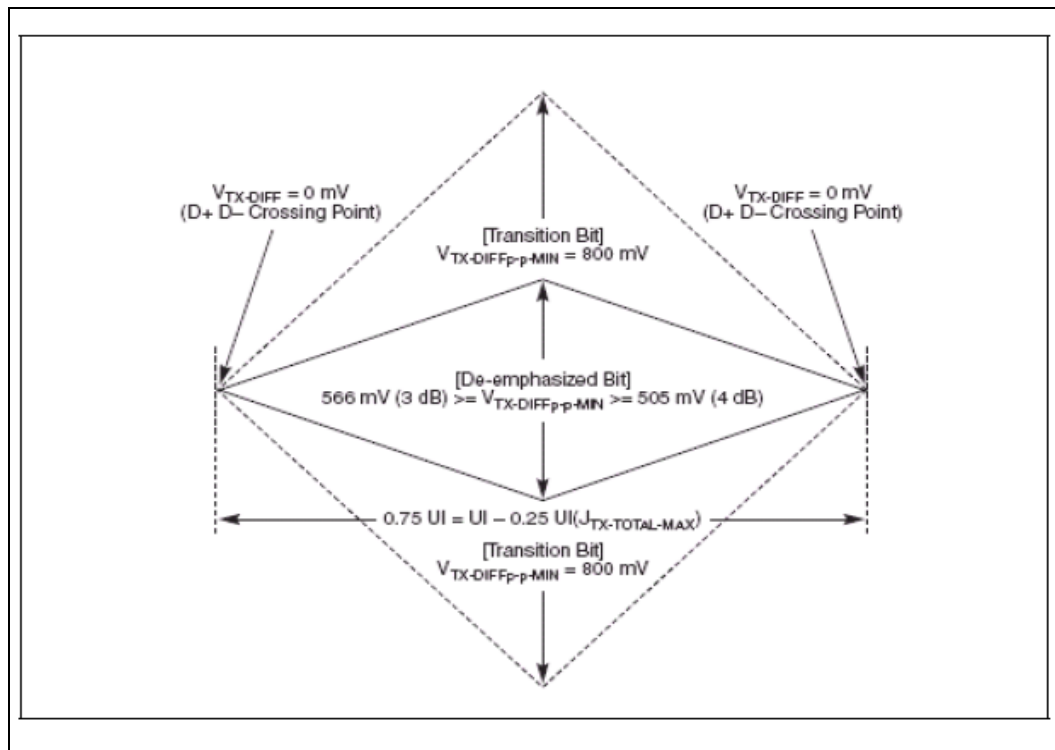 V_TX-DIFF = 0 mV
(D+ D– Crossing Point)
V_TX-DIFF = 0 mV
(D+ D– Crossing Point)
[Transition Bit]
V_TX-DIFFp-p-MIN = 800 mV
[De-emphasized Bit]
566 mV (3 dB) >= V_TX-DIFFp-p-MIN >= 505 mV (4 dB)
0.75 UI = UI – 0.25 UI(J_TX-TOTAL-MAX)
[Transition Bit]
V_TX-DIFFp-p-MIN = 800 mV